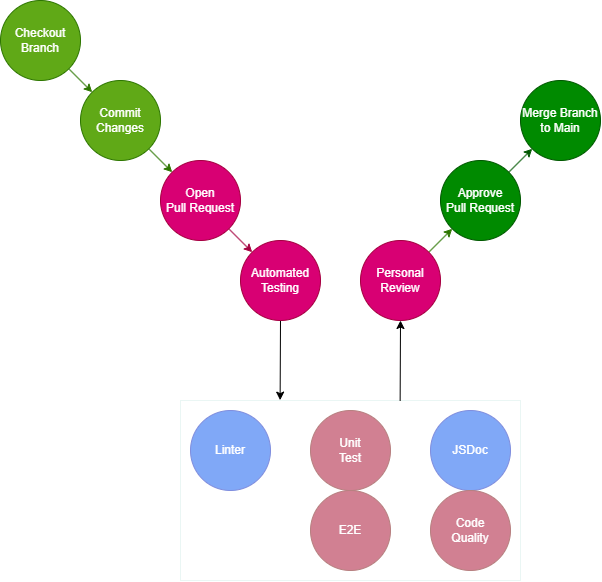 Checkout
Branch
Commit
Changes
Open
Pull Request
Automated
Testing
Linter
Unit
Test
E2E
JSDoc
Code
Quality
Personal
Review
Approve
Pull Request
Merge Branch
to Main